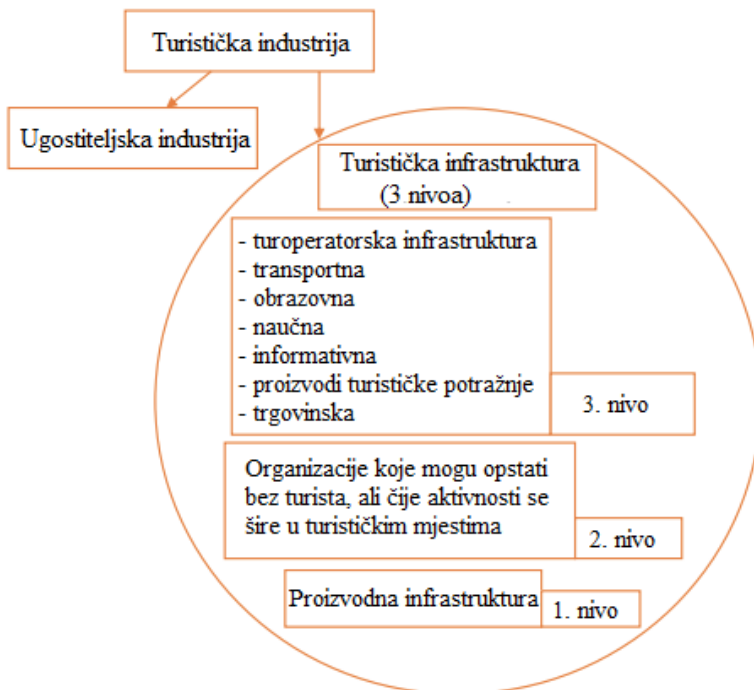 Turistička industrija
Ugostiteljska industrija
Turistička infrastruktura
(3 nivoa)
- turoperatorska infrastruktura
- transportna
- obrazovna
- naučna
- informativna
- proizvodi turističke potražnje
- trgovinska
3. nivo
Organizacije koje mogu opstati
bez turista, ali čije aktivnosti se
šire u turističkim mjestima
2. nivo
Proizvodna infrastruktura
1. nivo